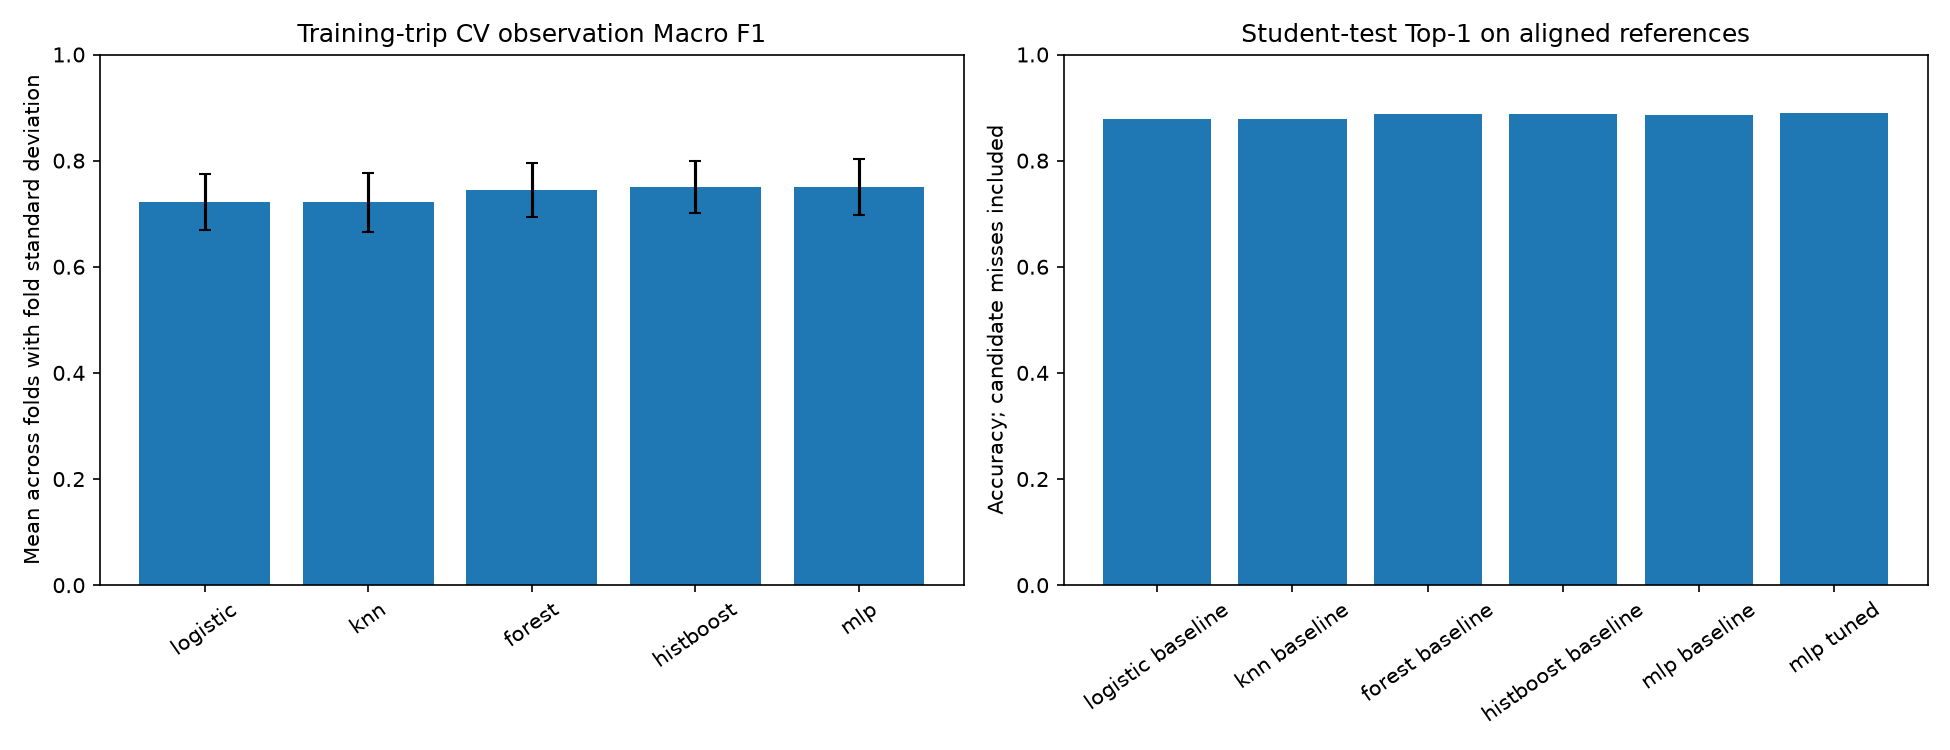 Training-trip CV observation Macro F1
Mean across folds with fold standard deviation
1.0
0.8
0.6
0.4
0.2
0.0
logistic
knn
forest
histboost
mlp
Student-test Top-1 on aligned references
Accuracy; candidate misses included
1.0
0.8
0.6
0.4
0.2
0.0
logistic baseline
knn baseline
forest baseline
histboost baseline
mlp baseline
mlp tuned